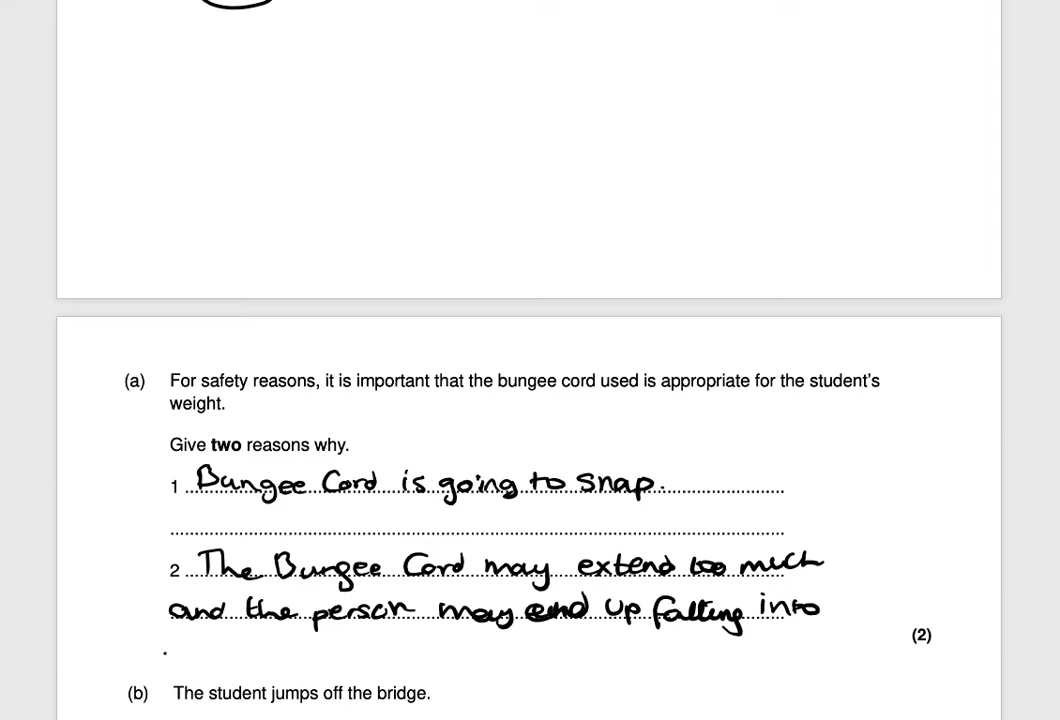 (a) For safety reasons, it is important that the bungee cord used is appropriate for the student's
weight.
Give two reasons why.
1 Bungee Cord is going to snap.
2 The Bungee Cord may extend too much
and the person may end up falling into
(2)
(b) The student jumps off the bridge.